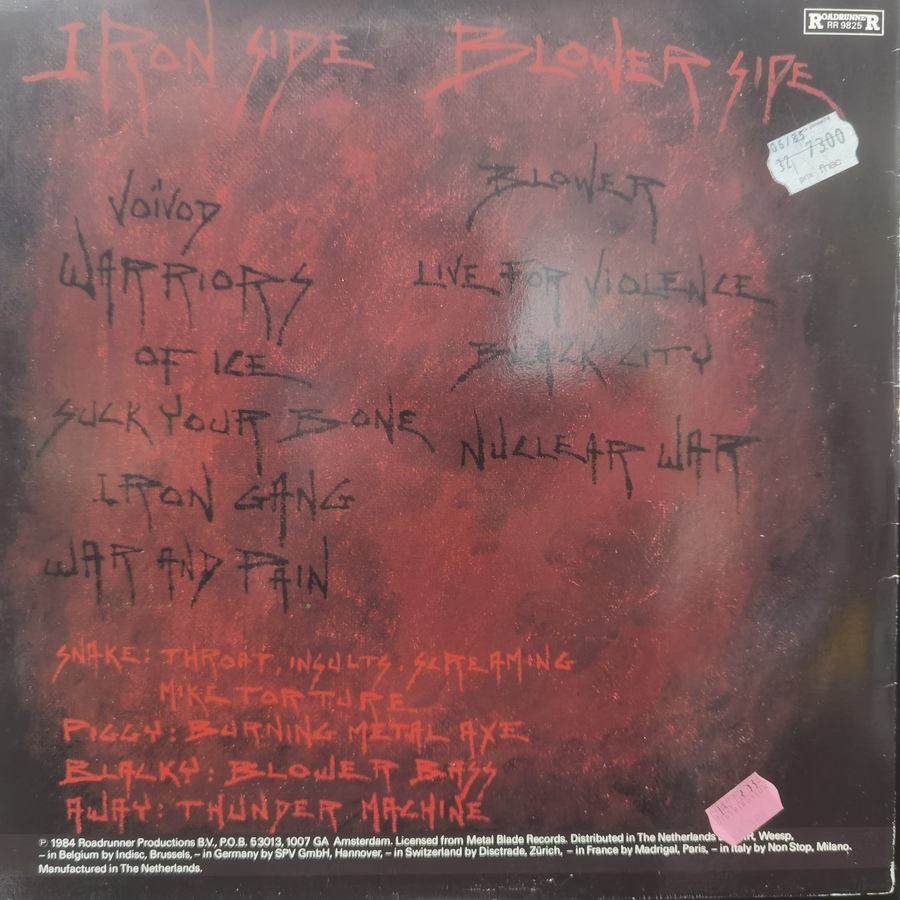 IRON SIDE
BLOWER SIDE
ROADRUNNER
RR 9825
06/85
32 7300
VOÏVOD
WARRIORS
OF ICE
SUCK YOUR BONE
IRON GANG
WAR AND PAIN
BLOWER
LIVE FOR VIOLENCE
BLACK CITY
NUCLEAR WAR
SNAKE: THROAT, INSULTS, SCREAMING
MIKE TORTURE
PIGGY: BURNING METAL AXE
BLACKY: BLOWER BASS
AWAY: THUNDER MACHINE
℗ 1984 Roadrunner Productions B.V., P.O.B. 53013, 1007 GA Amsterdam. Licensed from Metal Blade Records. Distributed in The Netherlands Weesp,
– in Belgium by Indisc, Brussels, – in Germany by SPV GmbH, Hannover, – in Switzerland by Disctrade, Zürich, – in France by Madrigal, Paris, – in Italy by Non Stop, Milano.
Manufactured in The Netherlands.